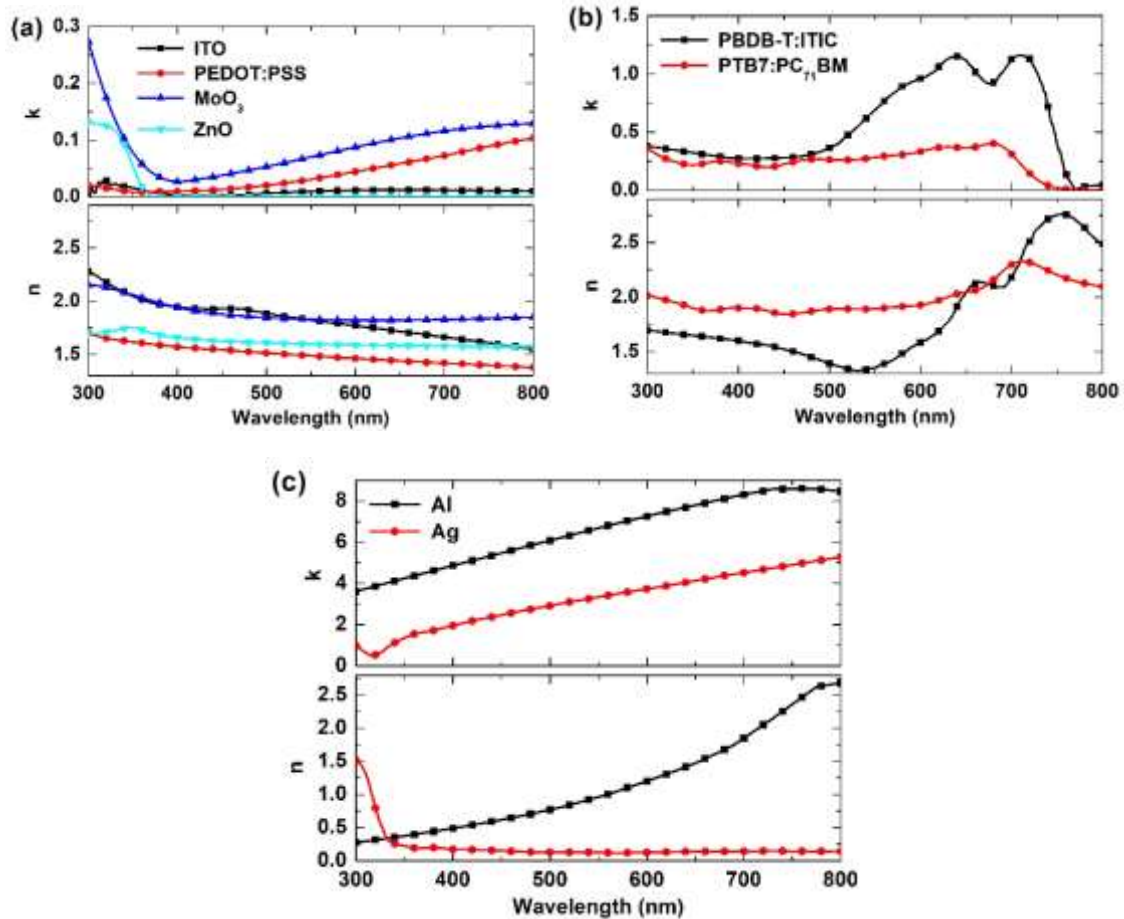 (a)
ITO
PEDOT:PSS
MoO3
ZnO
k
0.3
0.2
0.1
0.0
n
2.5
2.0
1.5
300 400 500 600 700 800
Wavelength (nm)
(b)
PBDB-T:ITIC
PTB7:PC71BM
k
1.5
1.0
0.5
0.0
n
2.5
2.0
1.5
300 400 500 600 700 800
Wavelength (nm)
(c)
Al
Ag
k
8
6
4
2
0
n
2.5
2.0
1.5
1.0
0.5
0.0
300 400 500 600 700 800
Wavelength (nm)